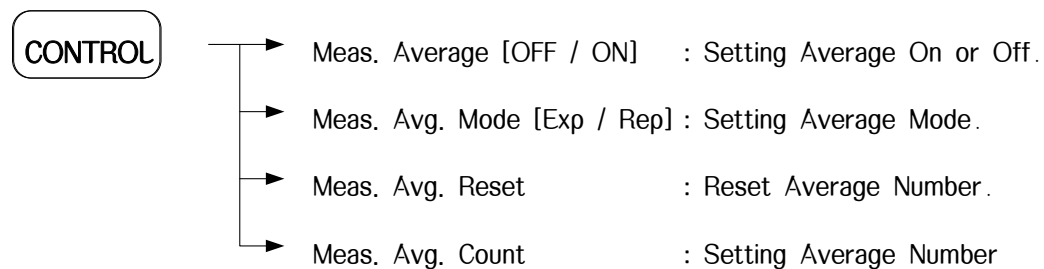 CONTROL
Meas. Average [OFF / ON] : Setting Average On or Off.
Meas. Avg. Mode [Exp / Rep] : Setting Average Mode.
Meas. Avg. Reset : Reset Average Number.
Meas. Avg. Count : Setting Average Number